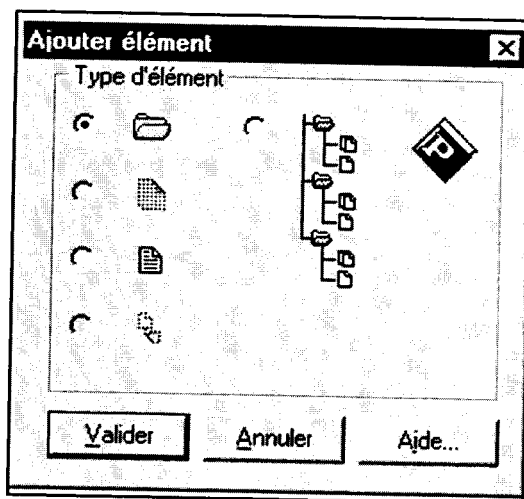 Ajouter élément
Type d'élément
P
Valider
Annuler
Aide...